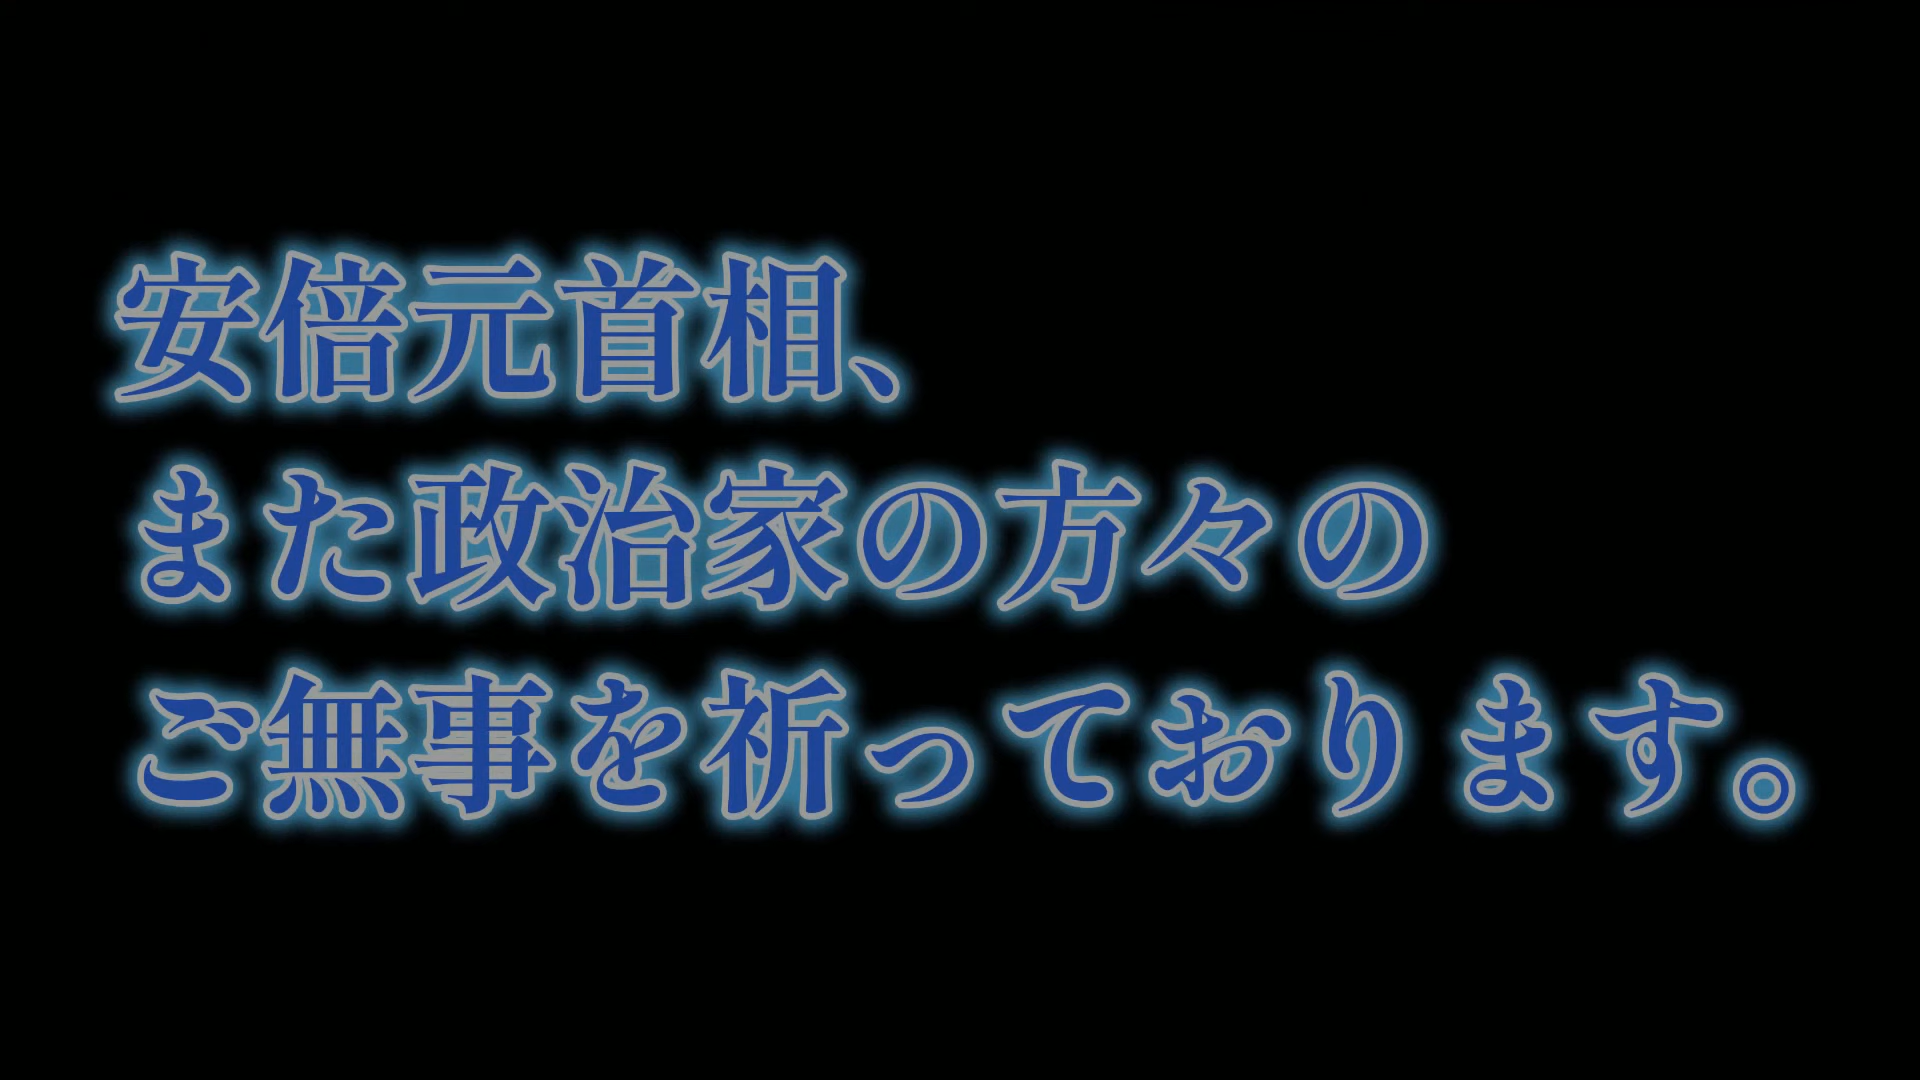 安倍元首相、
また政治家の方々の
ご無事を祈っております。